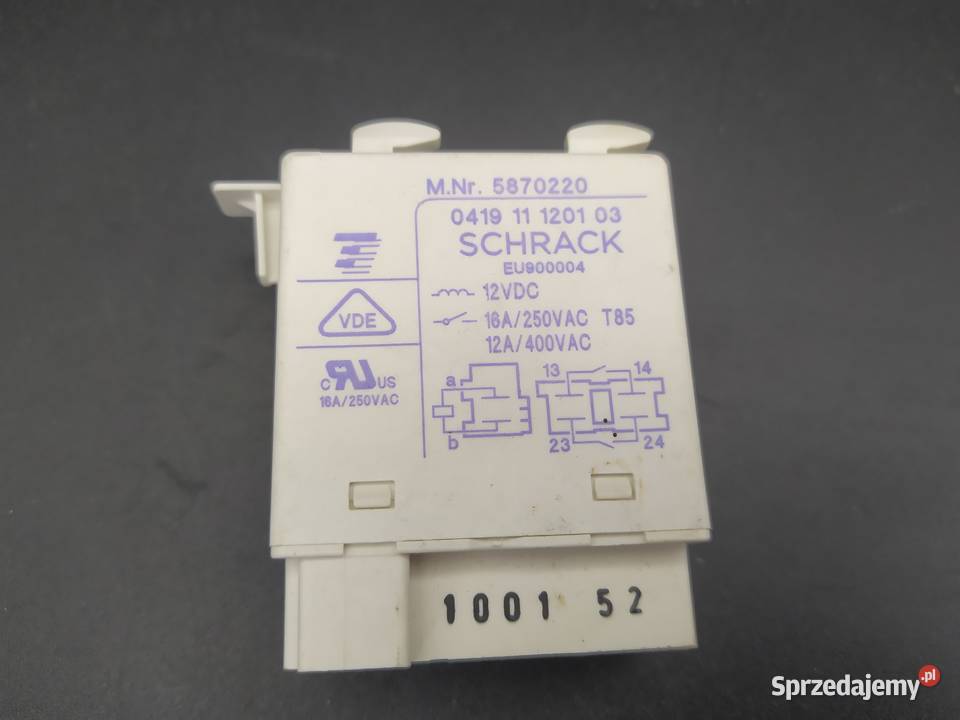 M.Nr. 5870220
0419 11 1201 03
SCHRACK
EU900004
12VDC
16A/250VAC T85
12A/400VAC
VDE
C UR US
16A/250VAC
a
b
13 14
23 24
1001 52
Sprzedajemy.pl